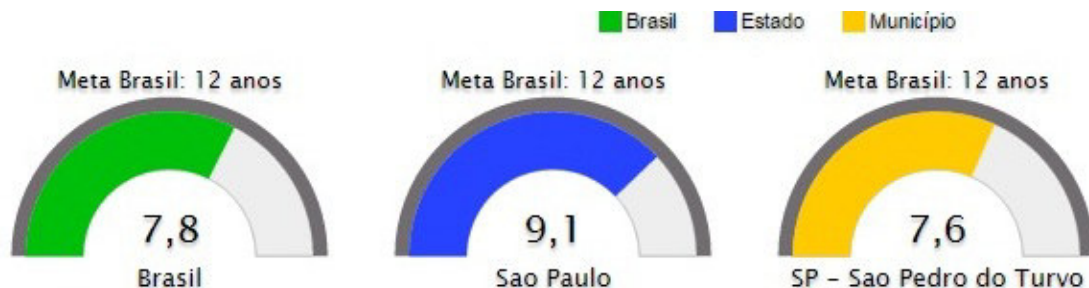 Brasil Estado Município
Meta Brasil: 12 anos Meta Brasil: 12 anos Meta Brasil: 12 anos
7,8 9,1 7,6
Brasil Sao Paulo SP - Sao Pedro do Turvo